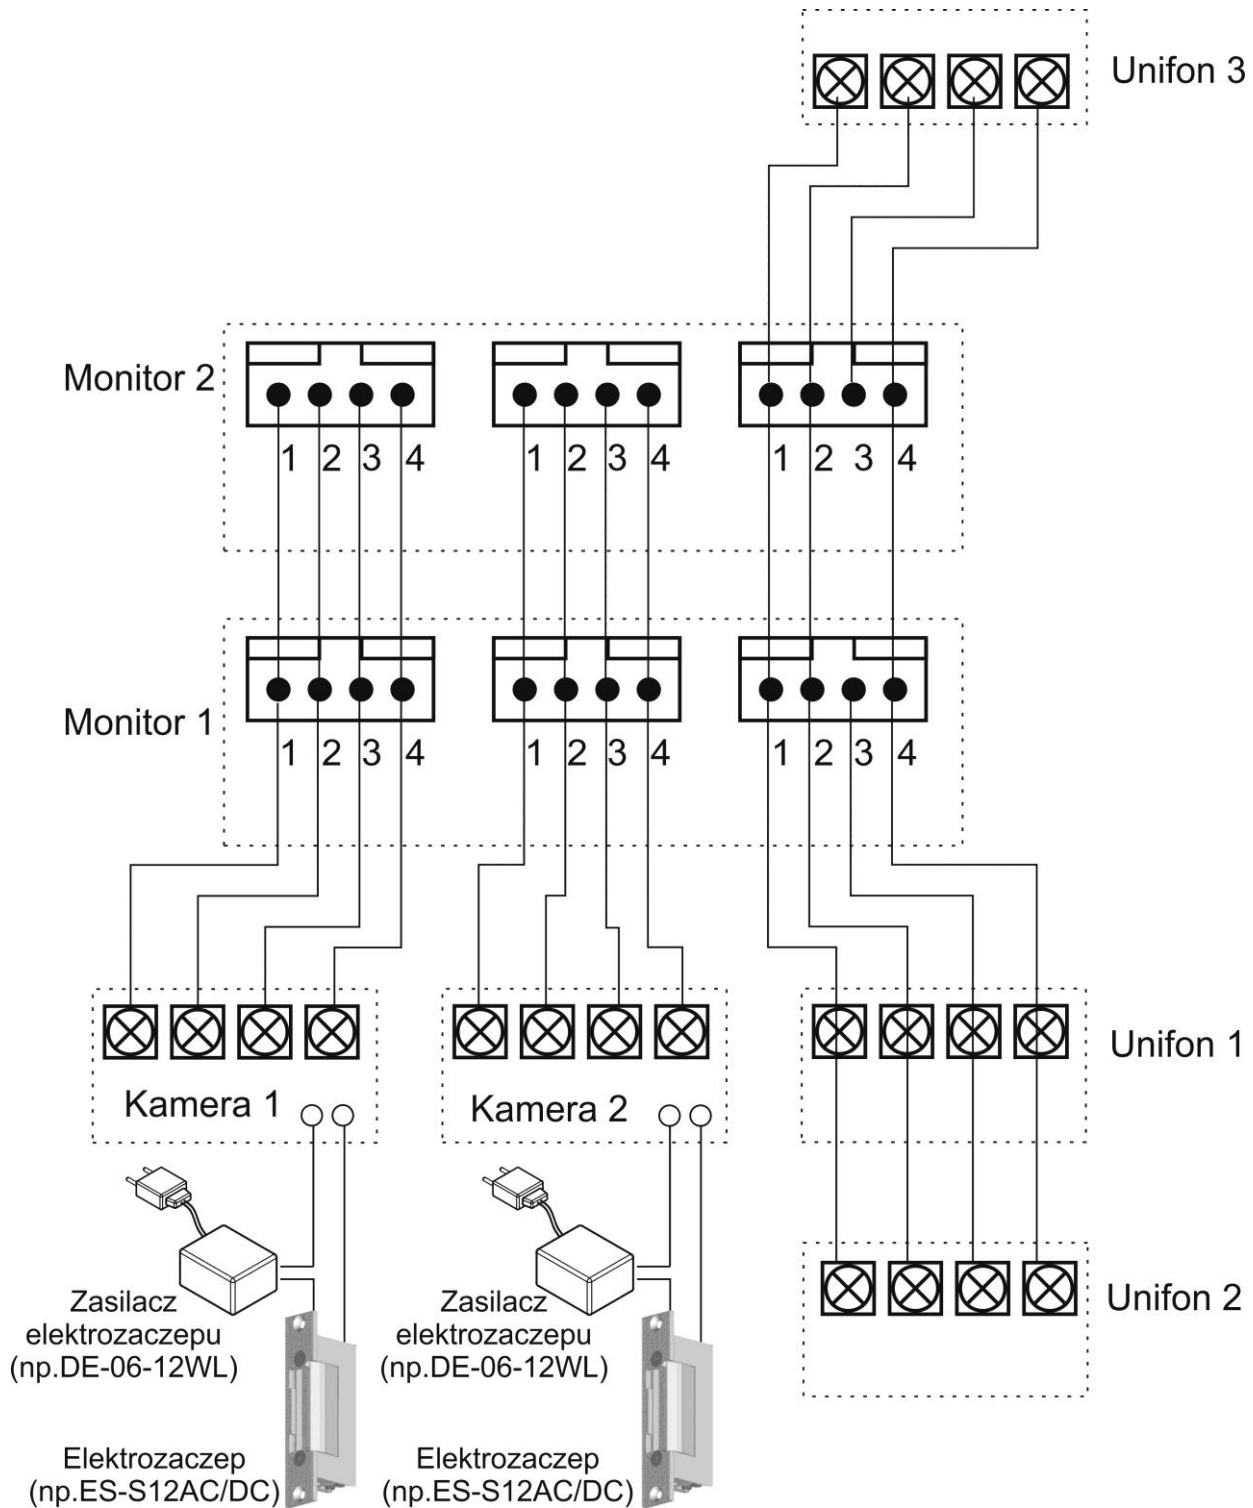 Unifon 3
Monitor 2
1 2 3 4
1 2 3 4
1 2 3 4
Monitor 1
1 2 3 4
1 2 3 4
1 2 3 4
Kamera 1
Kamera 2
Unifon 1
Zasilacz
elektrozaczepu
(np.DE-06-12WL)
Zasilacz
elektrozaczepu
(np.DE-06-12WL)
Unifon 2
Elektrozaczep
(np.ES-S12AC/DC)
Elektrozaczep
(np.ES-S12AC/DC)